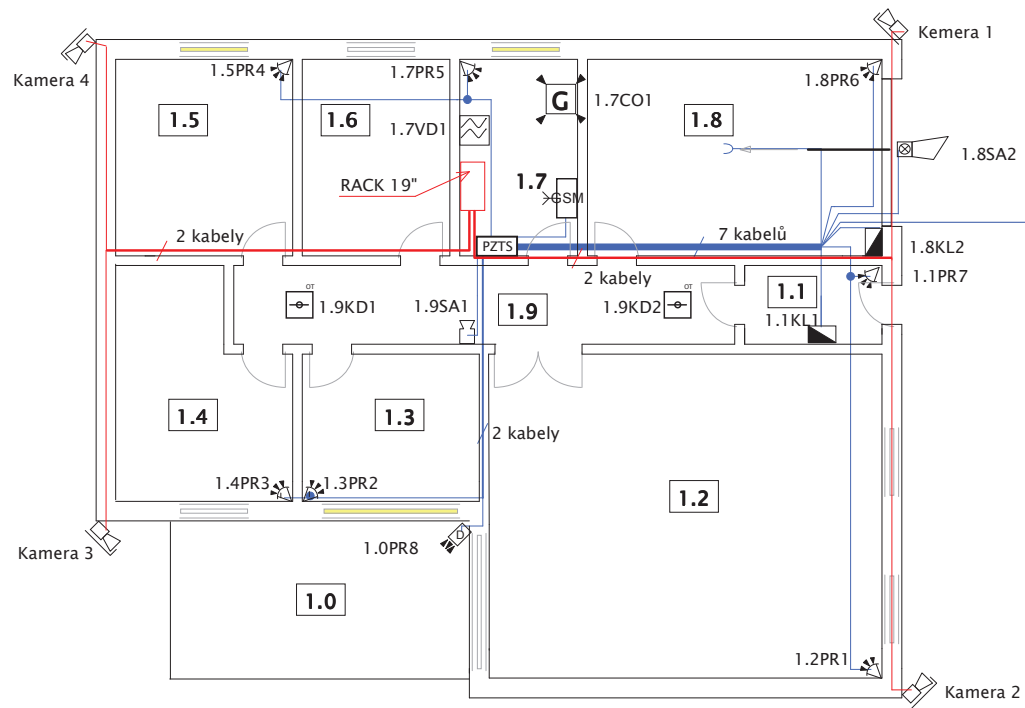 Kemera 1
Kamera 4
1.5PR4
1.7PR5
1.8PR6
G
1.7CO1
1.5
1.6
1.7VD1
1.8
1.8SA2
RACK 19"
1.7
GSM
2 kabely
PZTS
7 kabelů
1.8KL2
2 kabely
1.1PR7
OT
1.9KD1
1.9SA1
1.9
OT
1.9KD2
1.1
1.1KL1
1.4
1.3
2 kabely
1.4PR3
1.3PR2
1.2
Kamera 3
1.0PR8
D
1.0
1.2PR1
Kamera 2